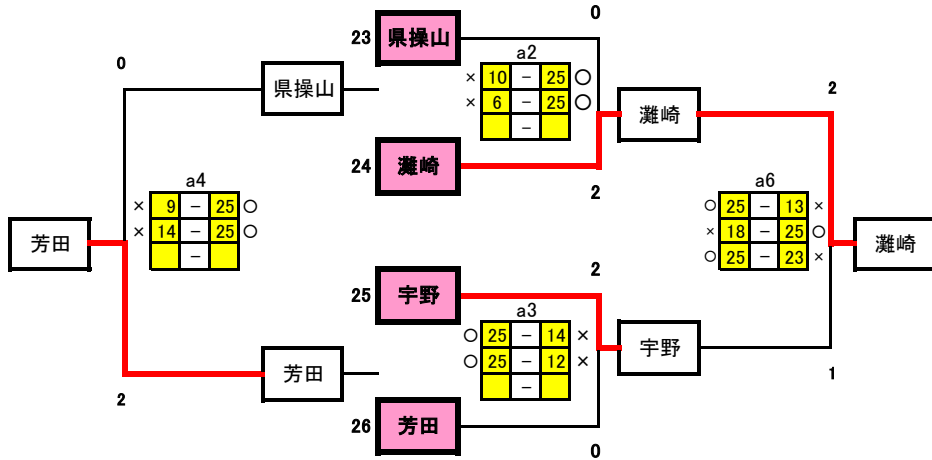 0
23 県操山
a2
0
県操山
× 10 － 25 ○
× 6 － 25 ○
－
灘崎
2
24 灘崎
2
a4
× 9 － 25 ○
× 14 － 25 ○
－
a6
○ 25 － 13 ×
× 18 － 25 ○
○ 25 － 23 ×
芳田
灘崎
2
25 宇野
a3
○ 25 － 14 ×
○ 25 － 12 ×
－
宇野
芳田
1
2
26 芳田
0